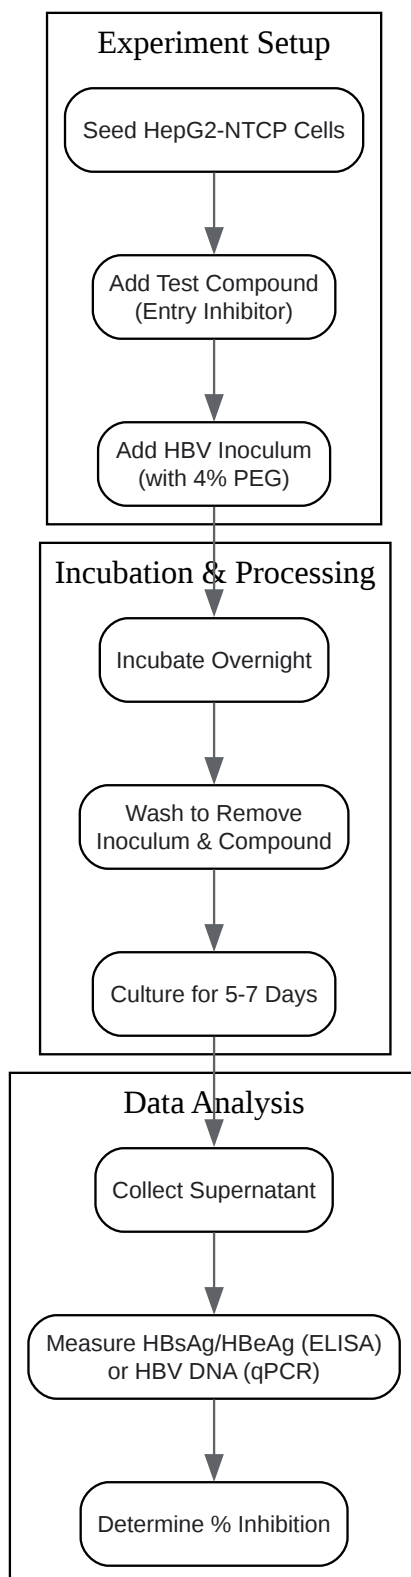 Experiment Setup
Seed HepG2-NTCP Cells
Add Test Compound
(Entry Inhibitor)
Add HBV Inoculum
(with 4% PEG)
Incubation & Processing
Incubate Overnight
Wash to Remove
Inoculum & Compound
Culture for 5-7 Days
Data Analysis
Collect Supernatant
Measure HBsAg/HBeAg (ELISA)
or HBV DNA (qPCR)
Determine % Inhibition